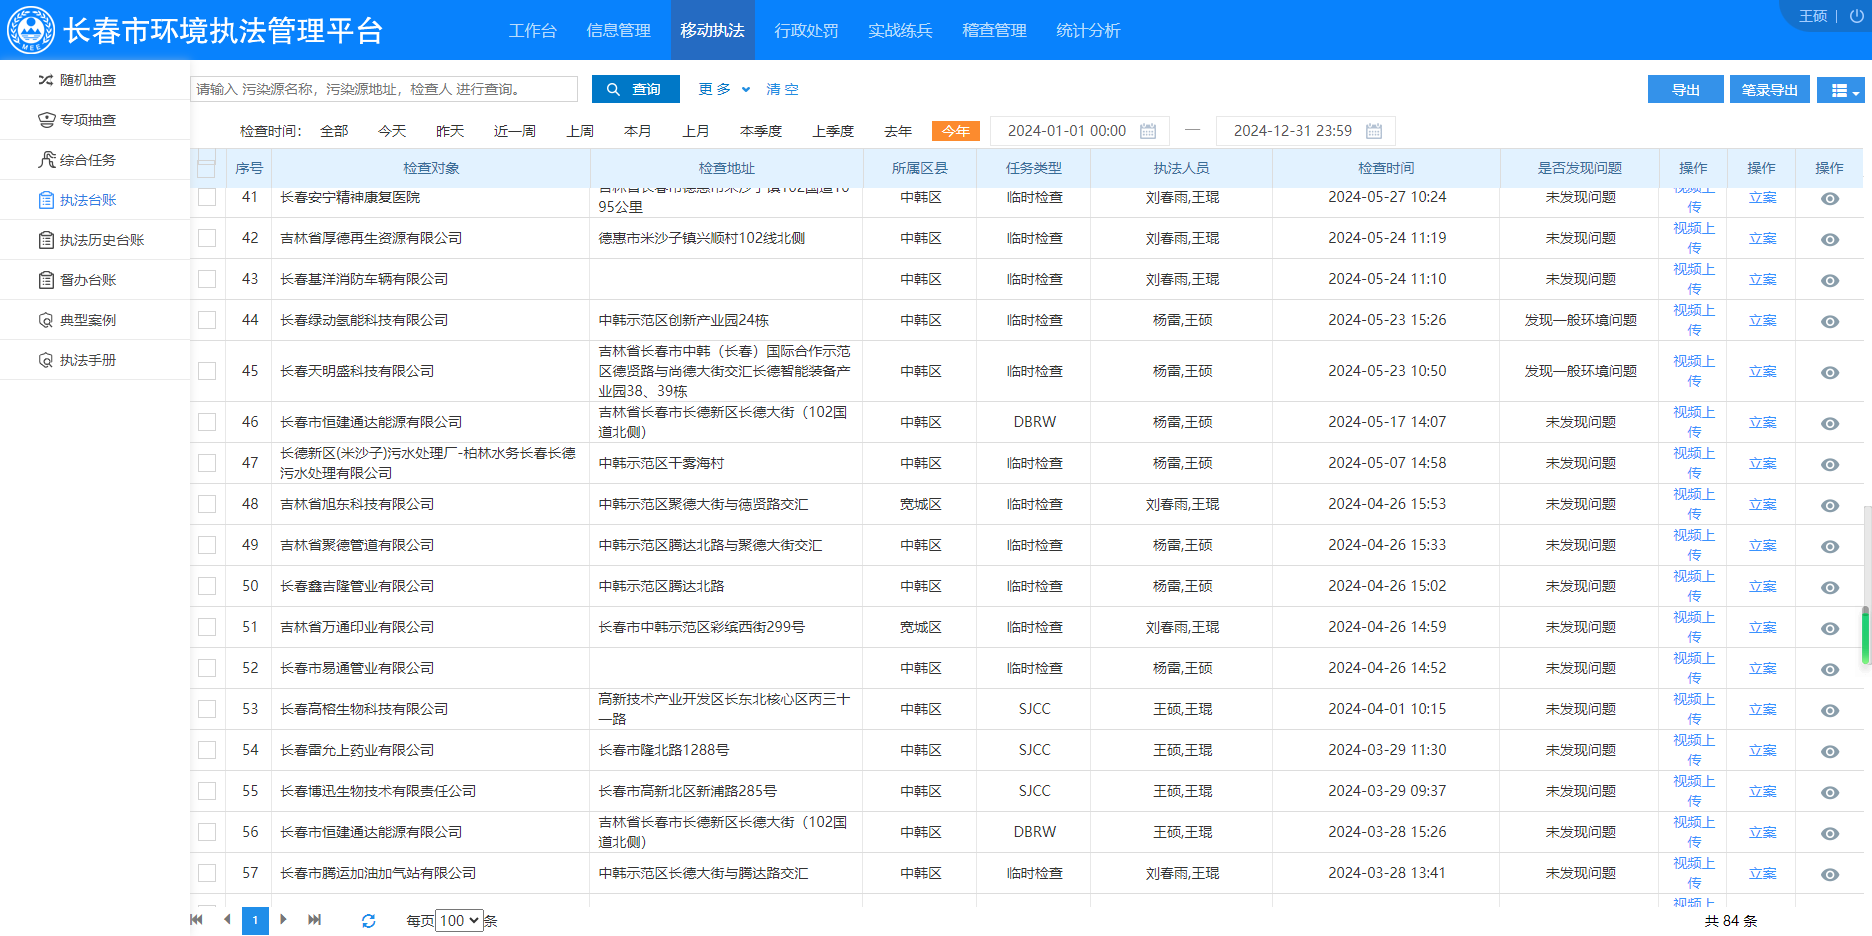 长春市环境执法管理平台
工作台 信息管理 移动执法 行政处罚 实战练兵 稽查管理 统计分析
王硕
随机抽查
专项抽查
综合任务
执法台账
执法历史台账
督办台账
典型案例
执法手册
请输入 污染源名称，污染源地址，检查人 进行查询。
查询 更多 清空
导出 笔录导出
检查时间： 全部 今天 昨天 近一周 上周 本月 上月 本季度 上季度 去年 今年 2024-01-01 00:00 — 2024-12-31 23:59
序号 检查对象 检查地址 所属区县 任务类型 执法人员 检查时间 是否发现问题 操作 操作 操作
41 长春安宁精神康复医院 吉林省长春市德惠市米沙子镇102国道1095公里 中韩区 临时检查 刘春雨,王琨 2024-05-27 10:24 未发现问题 视频上传 立案
42 吉林省厚德再生资源有限公司 德惠市米沙子镇兴顺村102线北侧 中韩区 临时检查 刘春雨,王琨 2024-05-24 11:19 未发现问题 视频上传 立案
43 长春基洋消防车辆有限公司 中韩区 临时检查 刘春雨,王琨 2024-05-24 11:10 未发现问题 视频上传 立案
44 长春绿动氢能科技有限公司 中韩示范区创新产业园24栋 中韩区 临时检查 杨雷,王硕 2024-05-23 15:26 发现一般环境问题 视频上传 立案
45 长春天明盛科技有限公司 吉林省长春市中韩（长春）国际合作示范区德贤路与尚德大街交汇长德智能装备产业园38、39栋 中韩区 临时检查 杨雷,王硕 2024-05-23 10:50 发现一般环境问题 视频上传 立案
46 长春市恒建通达能源有限公司 吉林省长春市长德新区长德大街（102国道北侧） 中韩区 DBRW 杨雷,王硕 2024-05-17 14:07 未发现问题 视频上传 立案
47 长德新区(米沙子)污水处理厂-柏林水务长春长德污水处理有限公司 中韩示范区干雾海村 中韩区 临时检查 杨雷,王硕 2024-05-07 14:58 未发现问题 视频上传 立案
48 吉林省旭东科技有限公司 中韩示范区聚德大街与德贤路交汇 宽城区 临时检查 刘春雨,王琨 2024-04-26 15:53 未发现问题 视频上传 立案
49 吉林省聚德管道有限公司 中韩示范区腾达北路与聚德大街交汇 中韩区 临时检查 杨雷,王硕 2024-04-26 15:33 未发现问题 视频上传 立案
50 长春鑫吉隆管业有限公司 中韩示范区腾达北路 中韩区 临时检查 杨雷,王硕 2024-04-26 15:02 未发现问题 视频上传 立案
51 吉林省万通印业有限公司 长春市中韩示范区彩缤西街299号 宽城区 临时检查 刘春雨,王琨 2024-04-26 14:59 未发现问题 视频上传 立案
52 长春市易通管业有限公司 中韩区 临时检查 杨雷,王硕 2024-04-26 14:52 未发现问题 视频上传 立案
53 长春高榕生物科技有限公司 高新技术产业开发区长东北核心区丙三十一路 中韩区 SJCC 王硕,王琨 2024-04-01 10:15 未发现问题 视频上传 立案
54 长春雷允上药业有限公司 长春市隆北路1288号 中韩区 SJCC 王硕,王琨 2024-03-29 11:30 未发现问题 视频上传 立案
55 长春博迅生物技术有限责任公司 长春市高新北区新浦路285号 中韩区 SJCC 王硕,王琨 2024-03-29 09:37 未发现问题 视频上传 立案
56 长春市恒建通达能源有限公司 吉林省长春市长德新区长德大街（102国道北侧） 中韩区 DBRW 王硕,王琨 2024-03-28 15:26 未发现问题 视频上传 立案
57 长春市腾运加油加气站有限公司 中韩示范区长德大街与腾达路交汇 中韩区 临时检查 刘春雨,王琨 2024-03-28 13:41 未发现问题 视频上传 立案
视频上
1 每页 100 条 共 84 条